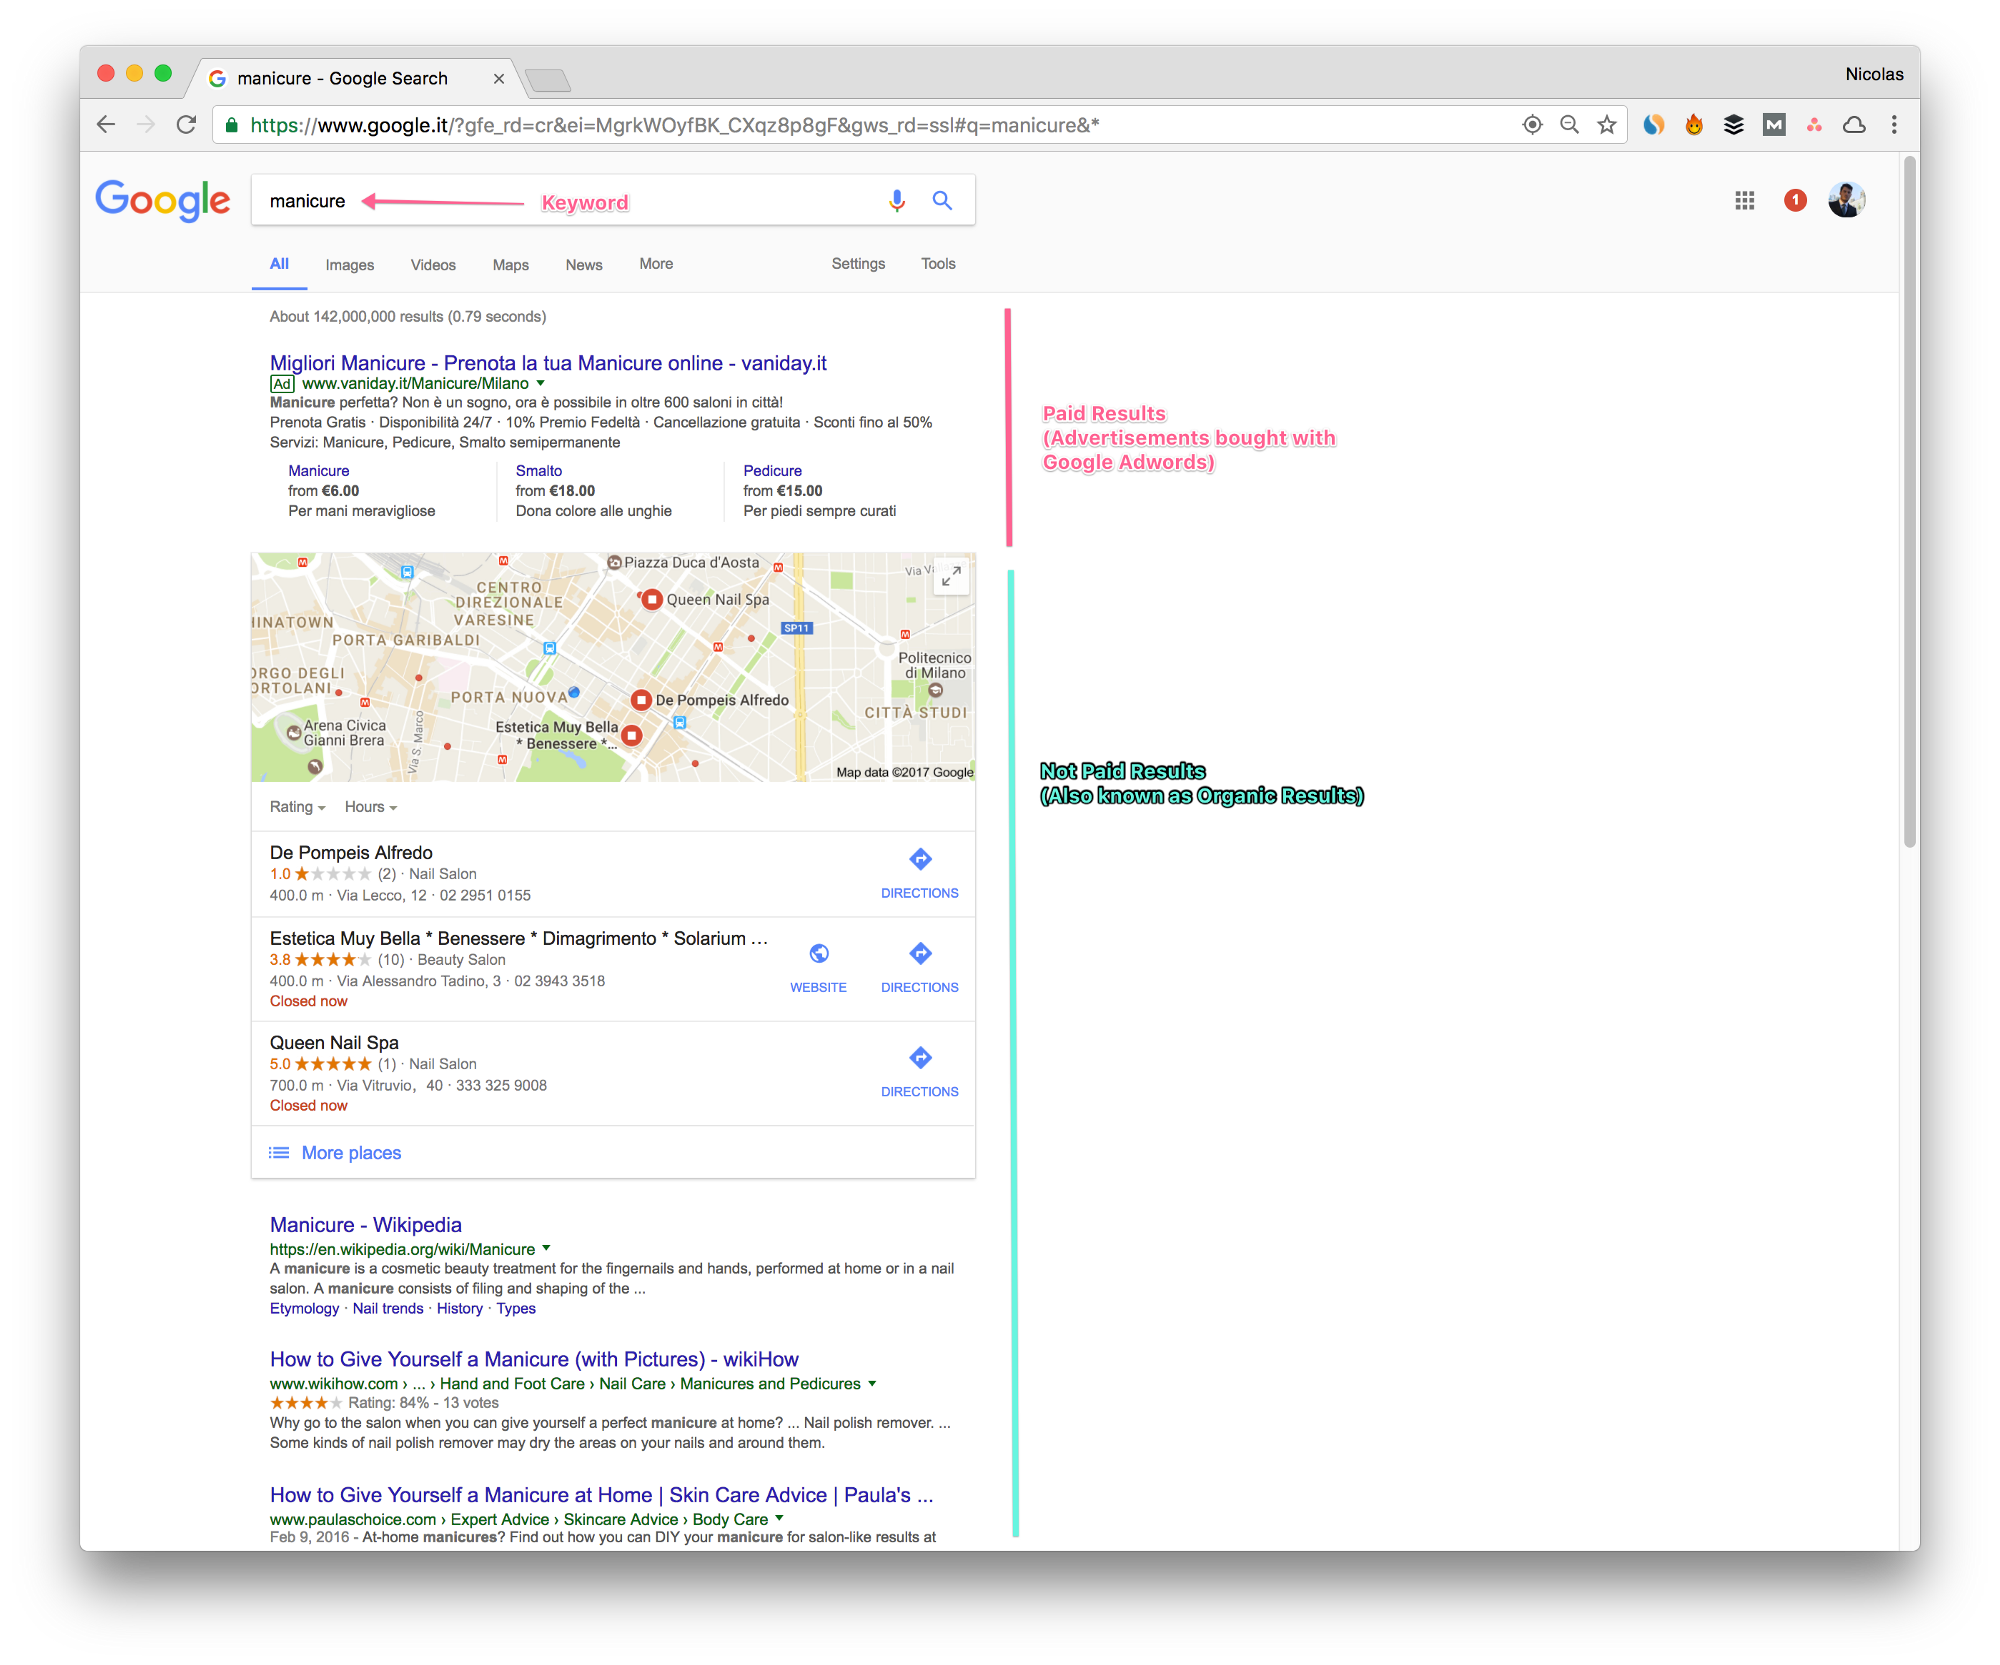 manicure - Google Search
Nicolas
https://www.google.it/?gfe_rd=cr&ei=MgrkWOyfBK_CXqz8p8gF&gws_rd=ssl#q=manicure&*
Google
manicure
Keyword
1
All Images Videos Maps News More Settings Tools
About 142,000,000 results (0.79 seconds)
Migliori Manicure - Prenota la tua Manicure online - vaniday.it
Ad www.vaniday.it/Manicure/Milano
Manicure perfetta? Non è un sogno, ora è possibile in oltre 600 saloni in città!
Prenota Gratis · Disponibilità 24/7 · 10% Premio Fedeltà · Cancellazione gratuita · Sconti fino al 50%
Servizi: Manicure, Pedicure, Smalto semipermanente
Manicure
from €6.00
Per mani meravigliose
Smalto
from €18.00
Dona colore alle unghie
Pedicure
from €15.00
Per piedi sempre curati
Paid Results
(Advertisements bought with
Google Adwords)
Piazza Duca d'Aosta
CENTRO
DIREZIONALE
VARESINE
Queen Nail Spa
HINATOWN
PORTA GARIBALDI
SP11
Politecnico
di Milano
ORGO DEGLI
ORTOLANI
PORTA NUOVA
De Pompeis Alfredo
CITTÀ STUDI
Arena Civica
Gianni Brera
Via S. Marco
Estetica Muy Bella
* Benessere *...
Map data ©2017 Google
Not Paid Results
(Also known as Organic Results)
Rating Hours
De Pompeis Alfredo
1.0 (2) · Nail Salon
400.0 m · Via Lecco, 12 · 02 2951 0155
DIRECTIONS
Estetica Muy Bella * Benessere * Dimagrimento * Solarium ...
3.8 (10) · Beauty Salon
400.0 m · Via Alessandro Tadino, 3 · 02 3943 3518
Closed now
WEBSITE
DIRECTIONS
Queen Nail Spa
5.0 (1) · Nail Salon
700.0 m · Via Vitruvio, 40 · 333 325 9008
Closed now
DIRECTIONS
More places
Manicure - Wikipedia
https://en.wikipedia.org/wiki/Manicure
A manicure is a cosmetic beauty treatment for the fingernails and hands, performed at home or in a nail
salon. A manicure consists of filing and shaping of the ...
Etymology · Nail trends · History · Types
How to Give Yourself a Manicure (with Pictures) - wikiHow
www.wikihow.com › ... › Hand and Foot Care › Nail Care › Manicures and Pedicures
Rating: 84% - 13 votes
Why go to the salon when you can give yourself a perfect manicure at home? ... Nail polish remover. ...
Some kinds of nail polish remover may dry the areas on your nails and around them.
How to Give Yourself a Manicure at Home | Skin Care Advice | Paula's ...
www.paulaschoice.com › Expert Advice › Skincare Advice › Body Care
Feb 9, 2016 - At-home manicures? Find out how you can DIY your manicure for salon-like results at